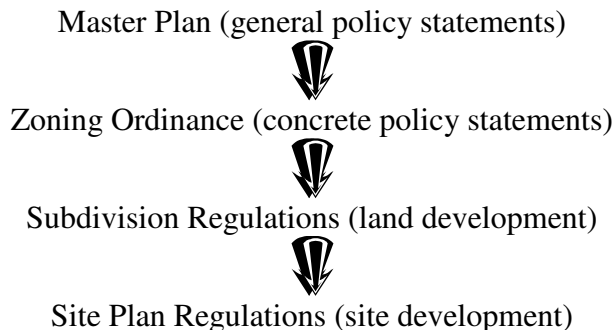 Master Plan (general policy statements)
Zoning Ordinance (concrete policy statements)
Subdivision Regulations (land development)
Site Plan Regulations (site development)